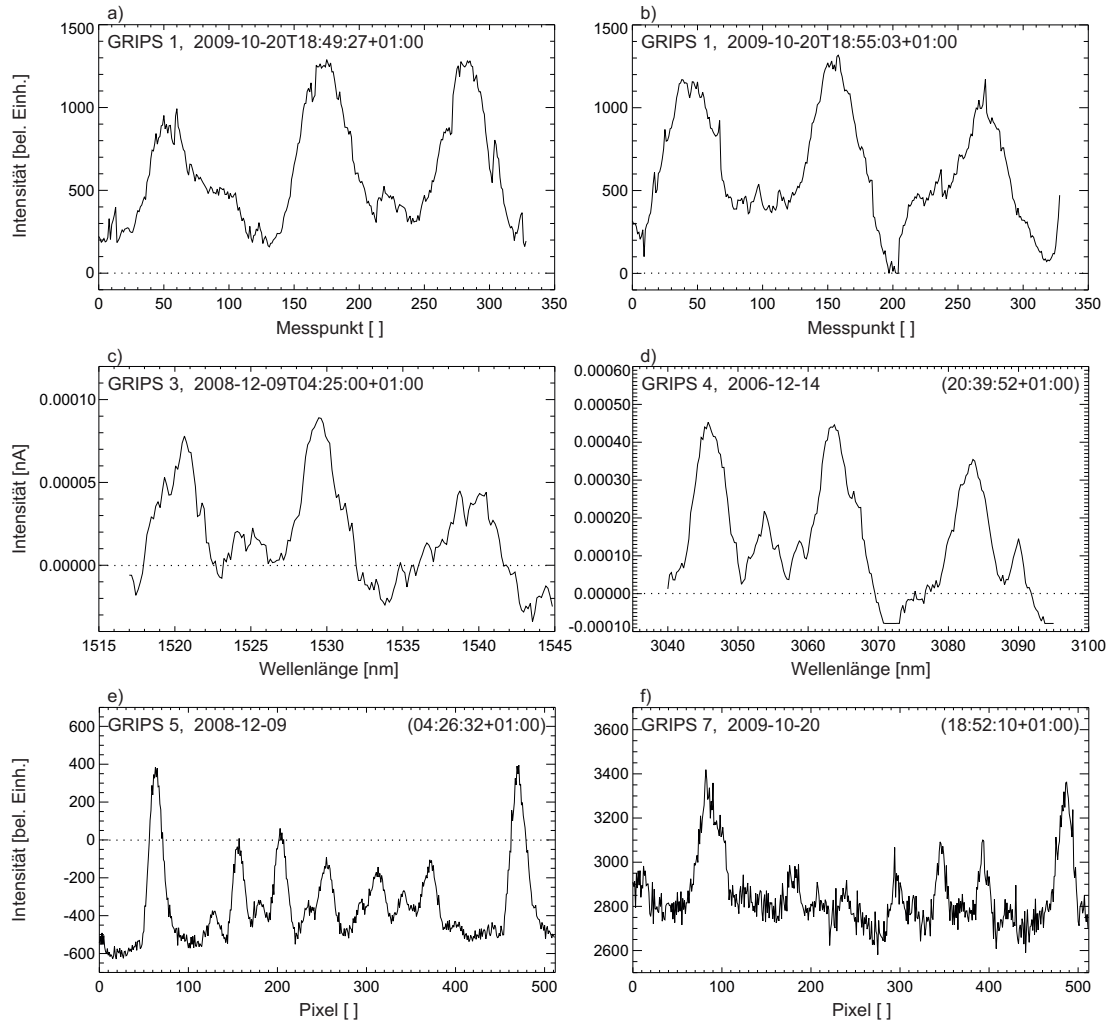 a)
GRIPS 1, 2009-10-20T18:49:27+01:00
Intensität [bel. Einh.]
1500
1000
500
0
0 50 100 150 200 250 300 350
Messpunkt [ ]
b)
GRIPS 1, 2009-10-20T18:55:03+01:00
1500
1000
500
0
0 50 100 150 200 250 300 350
Messpunkt [ ]
c)
GRIPS 3, 2008-12-09T04:25:00+01:00
Intensität [nA]
0.00010
0.00005
0.00000
1515 1520 1525 1530 1535 1540 1545
Wellenlänge [nm]
d)
GRIPS 4, 2006-12-14 (20:39:52+01:00)
0.00060
0.00050
0.00040
0.00030
0.00020
0.00010
0.00000
-0.00010
3040 3050 3060 3070 3080 3090 3100
Wellenlänge [nm]
e)
GRIPS 5, 2008-12-09 (04:26:32+01:00)
Intensität [bel. Einh.]
600
400
200
0
-200
-400
-600
0 100 200 300 400 500
Pixel [ ]
f)
GRIPS 7, 2009-10-20 (18:52:10+01:00)
3600
3400
3200
3000
2800
2600
0 100 200 300 400 500
Pixel [ ]